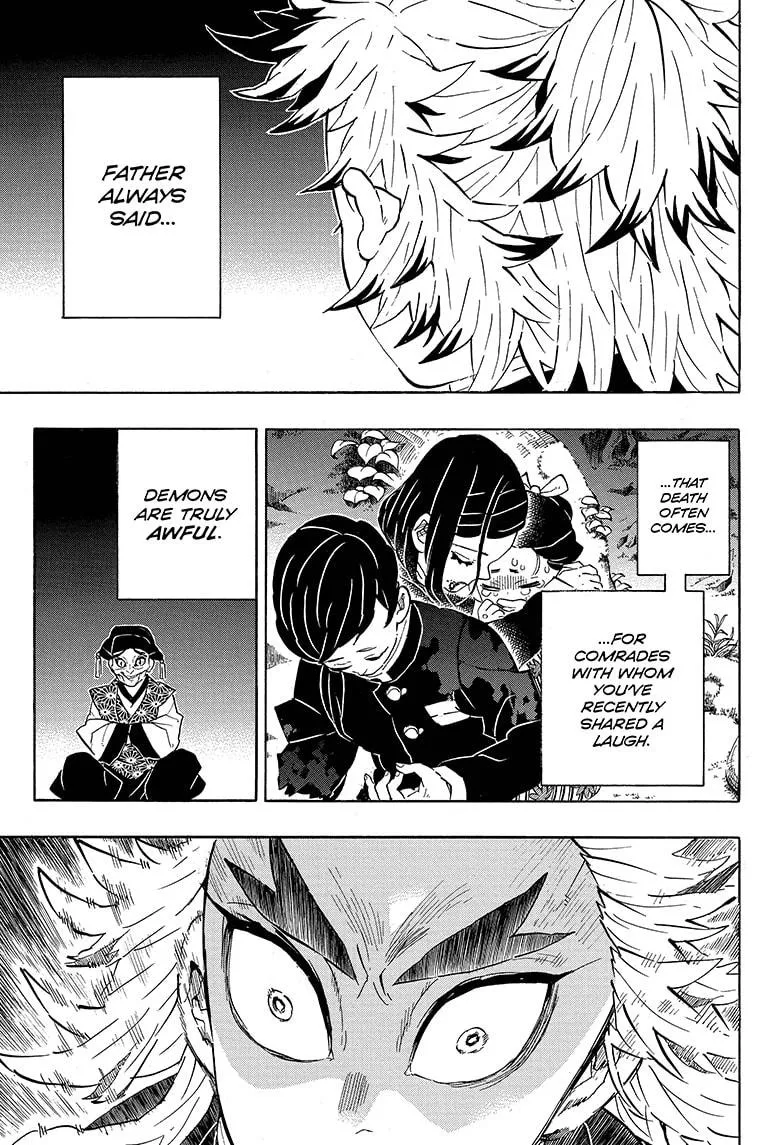 FATHER
ALWAYS
SAID...
...THAT
DEATH
OFTEN
COMES...
...FOR
COMRADES
WITH WHOM
YOU'VE
RECENTLY
SHARED A
LAUGH.
DEMONS
ARE TRULY
AWFUL.